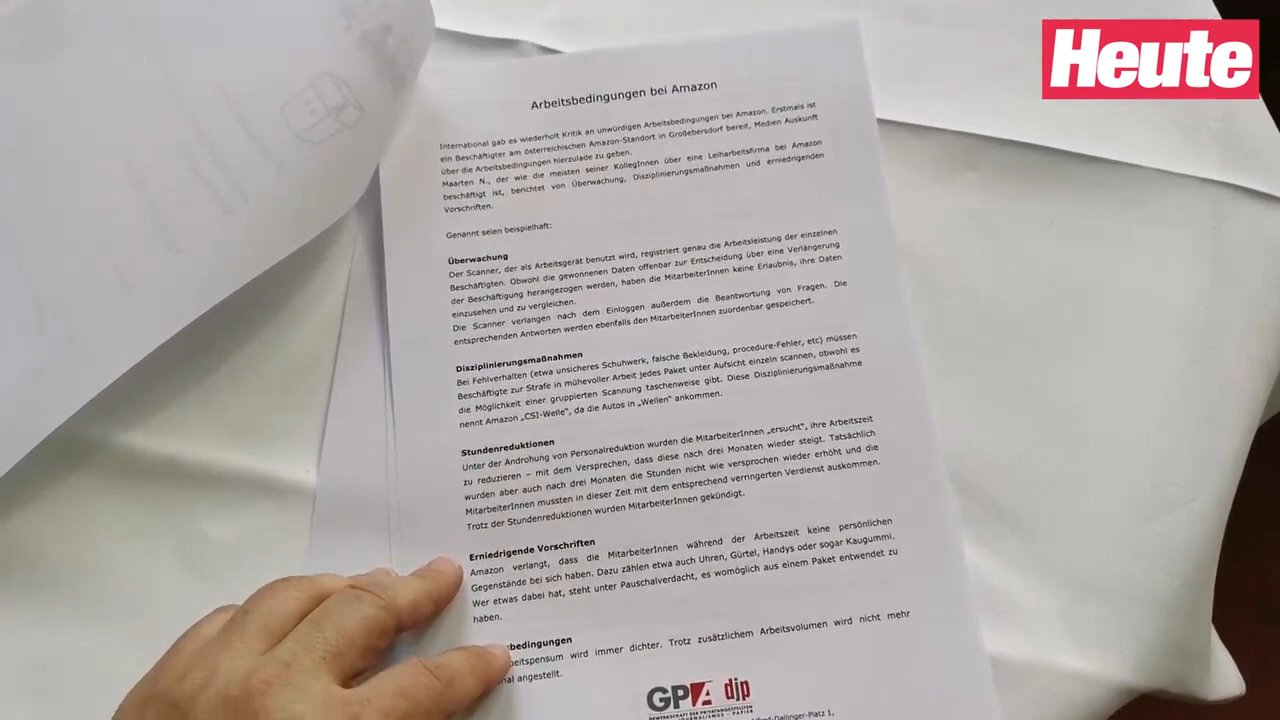 Heute
Arbeitsbedingungen bei Amazon
International gab es wiederholt Kritik an unwürdigen Arbeitsbedingungen bei Amazon. Erstmals ist
ein Beschäftigter am österreichischen Amazon-Standort in Großebersdorf bereit, Medien Auskunft
über die Arbeitsbedingungen hierzulade zu geben.
Maarten N., der wie die meisten seiner KollegInnen über eine Leiharbeitsfirma bei Amazon
beschäftigt ist, berichtet von Überwachung, Disziplinierungsmaßnahmen und erniedrigenden
Vorschriften.
Genannt seien beispielhaft:
Überwachung
Der Scanner, der als Arbeitsgerät benutzt wird, registriert genau die Arbeitsleistung der einzelnen
Beschäftigten. Obwohl die gewonnenen Daten offenbar zur Entscheidung über eine Verlängerung
der Beschäftigung herangezogen werden, haben die MitarbeiterInnen keine Erlaubnis, ihre Daten
einzusehen und zu vergleichen.
Die Scanner verlangen nach dem Einloggen außerdem die Beantwortung von Fragen. Die
entsprechenden Antworten werden ebenfalls den MitarbeiterInnen zuordenbar gespeichert.
Disziplinierungsmaßnahmen
Bei Fehlverhalten (etwa unsicheres Schuhwerk, falsche Bekleidung, procedure-Fehler, etc) müssen
Beschäftigte zur Strafe in mühevoller Arbeit jedes Paket unter Aufsicht einzeln scannen, obwohl es
die Möglichkeit einer gruppierten Scannung taschenweise gibt. Diese Disziplinierungsmaßnahme
nennt Amazon „CSI-Welle", da die Autos in „Wellen" ankommen.
Stundenreduktionen
Unter der Androhung von Personalreduktion wurden die MitarbeiterInnen „ersucht", ihre Arbeitszeit
zu reduzieren – mit dem Versprechen, dass diese nach drei Monaten wieder steigt. Tatsächlich
wurden aber auch nach drei Monaten die Stunden nicht wie versprochen wieder erhöht und die
MitarbeiterInnen mussten in dieser Zeit mit dem entsprechend verringerten Verdienst auskommen.
Trotz der Stundenreduktionen wurden MitarbeiterInnen gekündigt.
Erniedrigende Vorschriften
Amazon verlangt, dass die MitarbeiterInnen während der Arbeitszeit keine persönlichen
Gegenstände bei sich haben. Dazu zählen etwa auch Uhren, Gürtel, Handys oder sogar Kaugummi.
Wer etwas dabei hat, steht unter Pauschalverdacht, es womöglich aus einem Paket entwendet zu
haben.
sbedingungen
beitspensum wird immer dichter. Trotz zusätzlichem Arbeitsvolumen wird nicht mehr
nal angestellt.
GPA djp
GEWERKSCHAFT DER PRIVATANGESTELLTEN
JOURNALISMUS - PAPIER
Alfred-Dallinger-Platz 1,